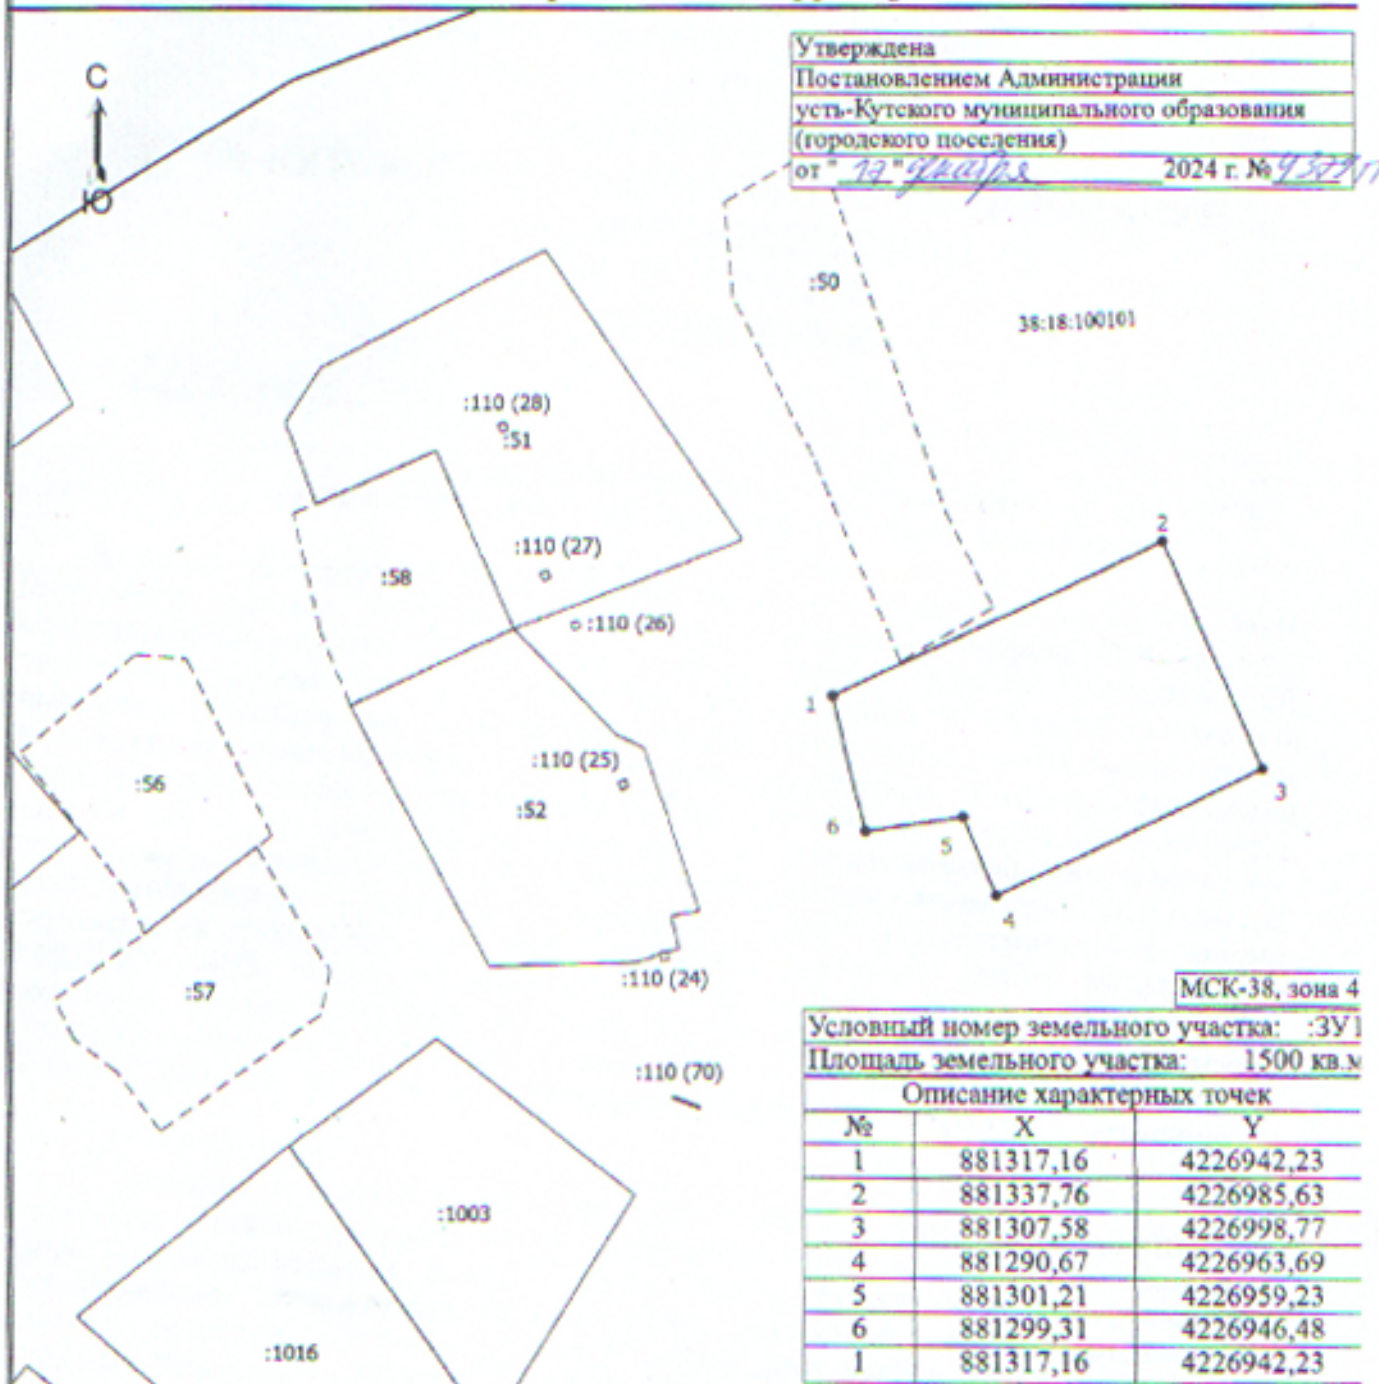 С
Ю
Утверждена
Постановлением Администрации
усть-Кутского муниципального образования
(городского поселения)
от " 17 " декабря 2024 г. №
:50
38:18:100101
:110 (28)
:51
:110 (27)
:58
:110 (26)
:110 (25)
:52
:56
:57
:110 (24)
:110 (70)
:1003
:1016
2
1
3
6
5
4
МСК-38, зона 4
Условный номер земельного участка: :ЗУ1
Площадь земельного участка: 1500 кв.м
Описание характерных точек
№ X Y
1 881317,16 4226942,23
2 881337,76 4226985,63
3 881307,58 4226998,77
4 881290,67 4226963,69
5 881301,21 4226959,23
6 881299,31 4226946,48
1 881317,16 4226942,23